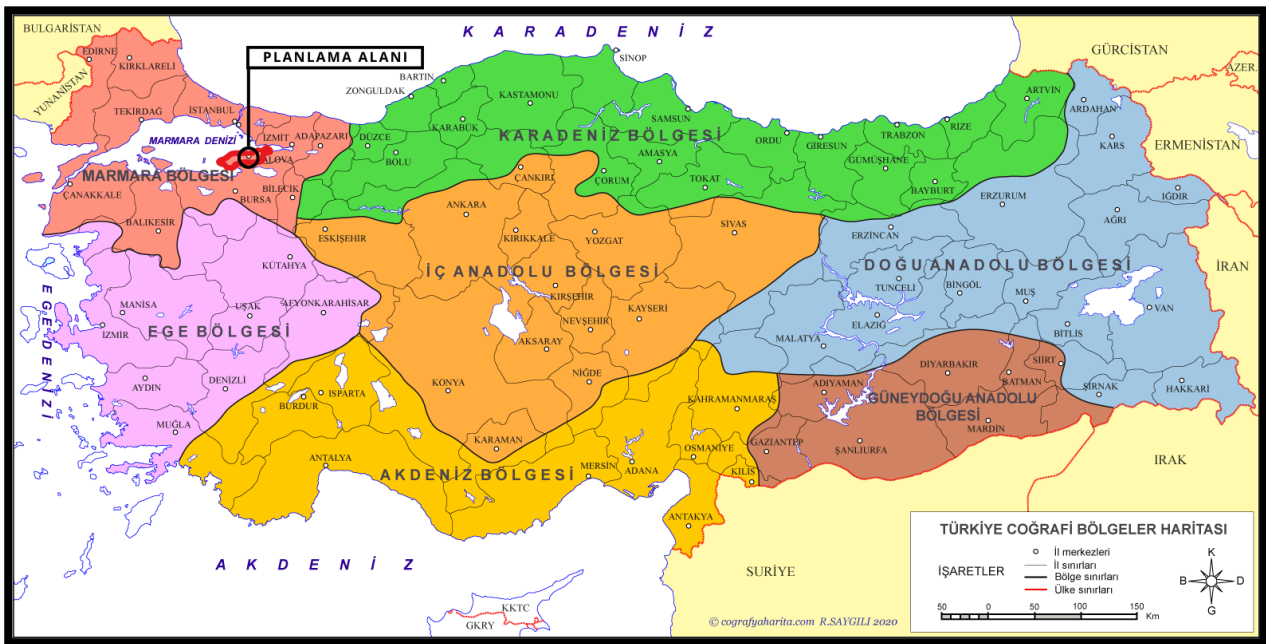 KARADENİZ
BULGARİSTAN
GÜRCİSTAN
PLANLAMA ALANI
EDİRNE
KIRKLARELİ
SİNOP
AZER.
YUNANİSTAN
BARTIN
ZONGULDAK
KASTAMONU
ARTVİN
ARDAHAN
TEKİRDAĞ
İSTANBUL
KARABÜK
SAMSUN
TRABZON
RİZE
MARMARA DENİZİ
İZMİT
ADAPAZARI
DÜZCE
KARADENİZ BÖLGESİ
ORDU
GİRESUN
KARS
ERMENİSTAN
BOLU
AMASYA
GÜMÜŞHANE
ALOVA
MARMARA BÖLGESİ
ÇANKIRI
ÇORUM
TOKAT
BAYBURT
ÇANAKKALE
BİLECİK
BURSA
ERZURUM
IĞDIR
BALIKESİR
ANKARA
AĞRI
ESKİŞEHİR
KIRIKKALE
YOZGAT
SİVAS
ERZİNCAN
KÜTAHYA
İÇ ANADOLU BÖLGESİ
DOĞU ANADOLU BÖLGESİ
İRAN
EGE DENİZİ
KIRŞEHİR
TUNCELİ
BİNGÖL
MUŞ
MANİSA
UŞAK
AFYONKARAHİSAR
KAYSERİ
VAN
İZMİR
EGE BÖLGESİ
NEVŞEHİR
ELAZIĞ
BİTLİS
AKSARAY
MALATYA
DİYARBAKIR
SİİRT
AYDIN
DENİZLİ
KONYA
NİĞDE
ADIYAMAN
BATMAN
ŞIRNAK
HAKKARİ
BURDUR
ISPARTA
KAHRAMANMARAŞ
GÜNEYDOĞU ANADOLU
BÖLGESİ
MUĞLA
MARDİN
KARAMAN
GAZİANTEP
ŞANLIURFA
ANTALYA
OSMANİYE
AKDENİZ BÖLGESİ
MERSİN
ADANA
KİLİS
IRAK
ANTAKYA
AKDENİZ
SURİYE
KKTC
GKRY
TÜRKİYE COĞRAFİ BÖLGELER HARİTASI
İŞARETLER
İl merkezleri
İl sınırları
Bölge sınırları
Ülke sınırları
K
B
D
G
50 0 50 100 150 Km
© cografyaharita.com R.SAYGILI 2020